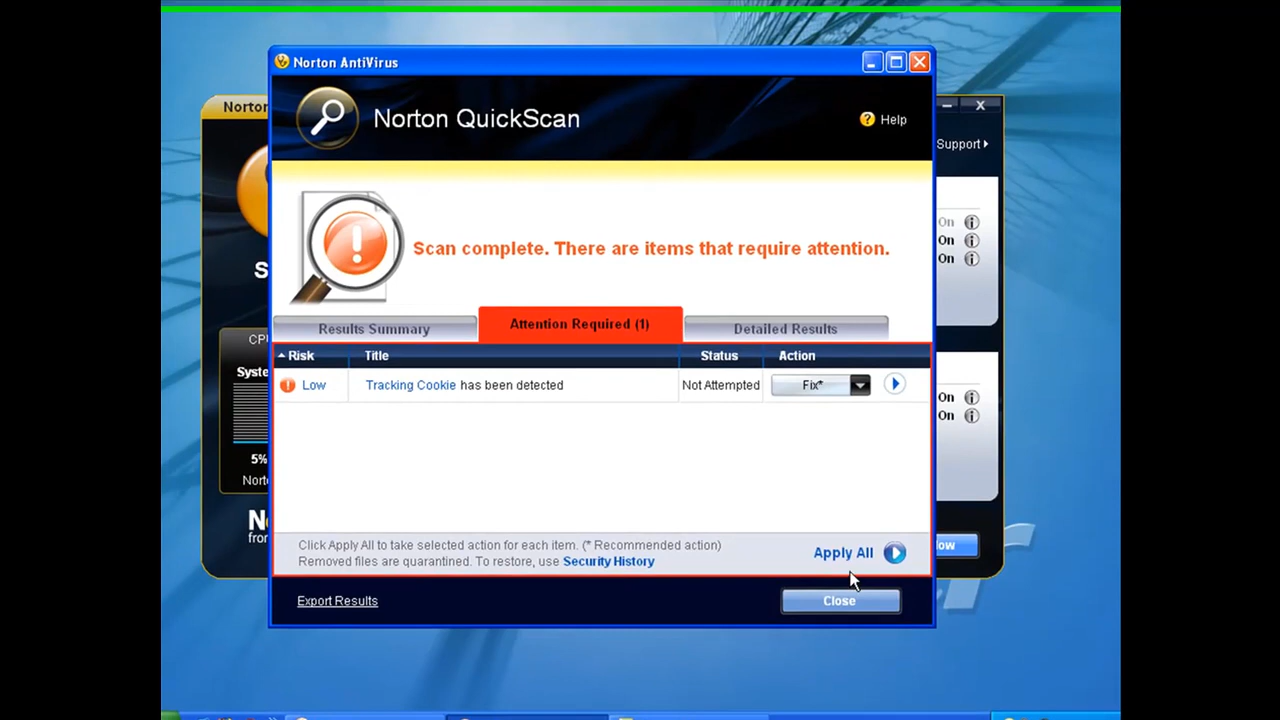 Norton AntiVirus
Norton
Norton QuickScan
Help
Support
Scan complete. There are items that require attention.
On
On
On
Results Summary
Attention Required (1)
Detailed Results
Risk Title Status Action
Low Tracking Cookie has been detected Not Attempted Fix*
On
On
5%
Click Apply All to take selected action for each item. (* Recommended action)
Removed files are quarantined. To restore, use Security History
Apply All
Export Results
Close